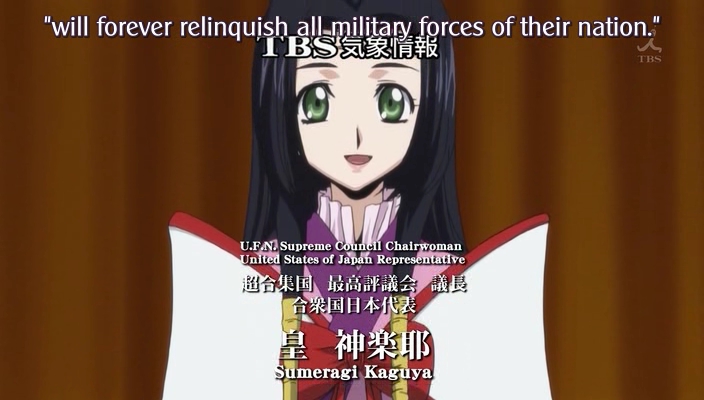 "will forever relinquish all military forces of their nation."
TBS気象情報
TBS
U.F.N. Supreme Council Chairwoman
United States of Japan Representative
超合集国 最高評議会 議長
合衆国日本代表
皇 神楽耶
Sumeragi Kaguya